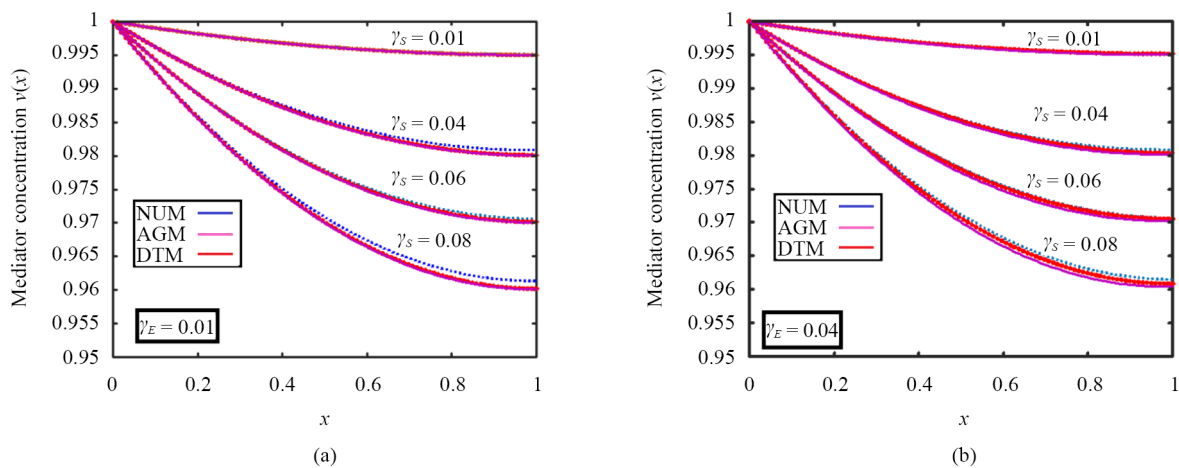 Mediator concentration v(x)
1
0.995
0.99
0.985
0.98
0.975
0.97
0.965
0.96
0.955
0.95
γS = 0.01
γS = 0.04
γS = 0.06
γS = 0.08
NUM
AGM
DTM
γE = 0.01
0 0.2 0.4 0.6 0.8 1
x
(a)
Mediator concentration v(x)
1
0.995
0.99
0.985
0.98
0.975
0.97
0.965
0.96
0.955
0.95
γS = 0.01
γS = 0.04
γS = 0.06
γS = 0.08
NUM
AGM
DTM
γE = 0.04
0 0.2 0.4 0.6 0.8 1
x
(b)